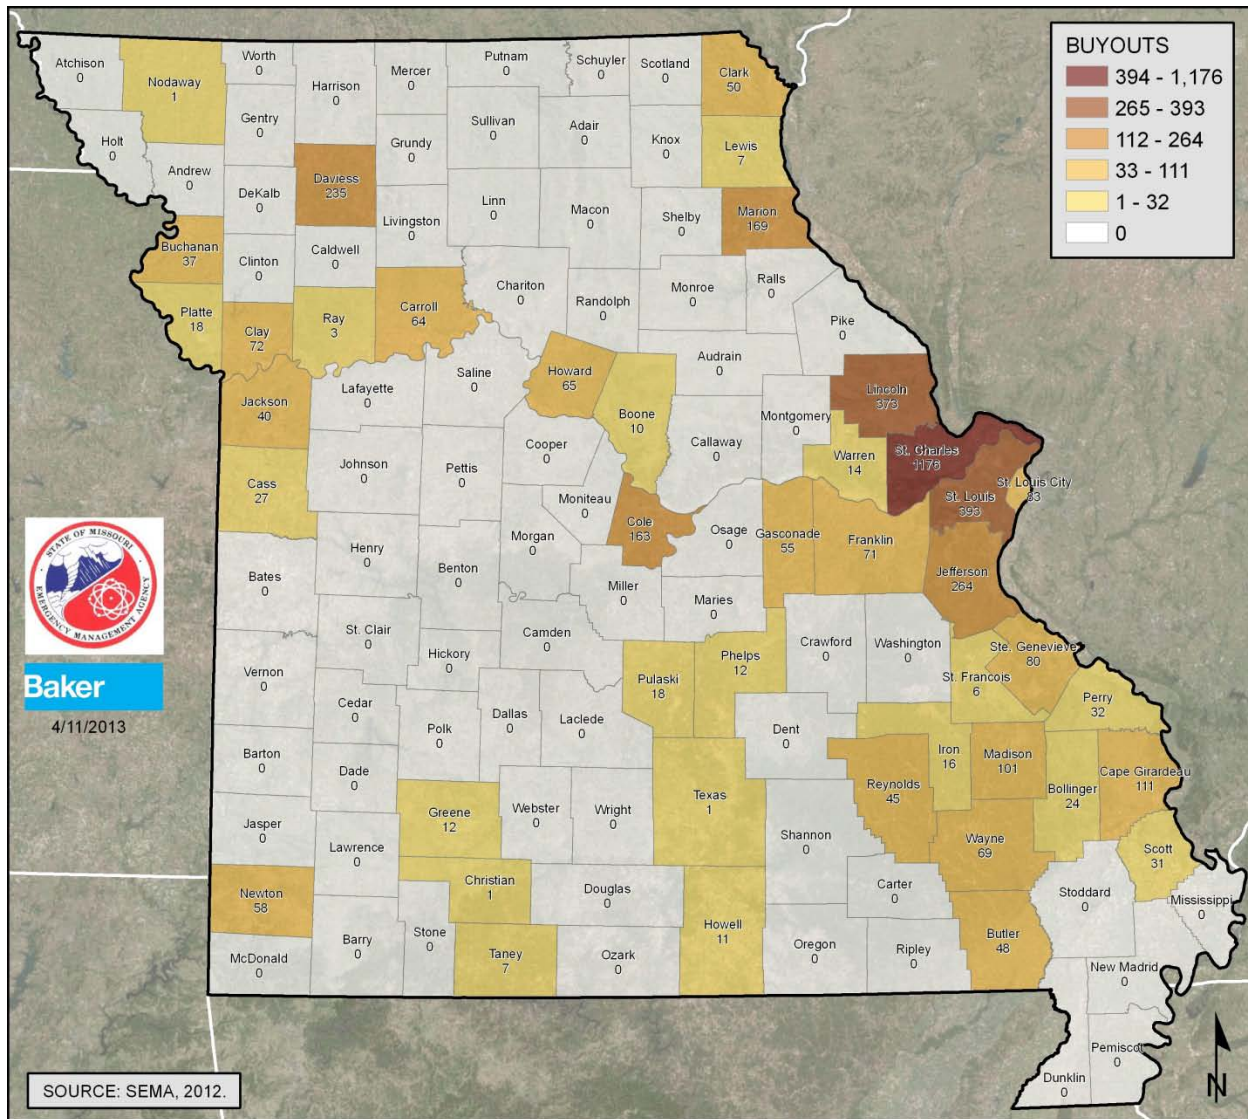 BUYOUTS
394 - 1,176
265 - 393
112 - 264
33 - 111
1 - 32
0
Atchison
0
Nodaway
1
Worth
0
Harrison
0
Mercer
0
Putnam
0
Schuyler
0
Scotland
0
Clark
50
Holt
0
Gentry
0
Grundy
0
Sullivan
0
Adair
0
Knox
0
Lewis
7
Andrew
0
DeKalb
0
Daviess
235
Livingston
0
Linn
0
Macon
0
Shelby
0
Marion
169
Buchanan
37
Clinton
0
Caldwell
0
Chariton
0
Randolph
0
Monroe
0
Ralls
0
Platte
18
Clay
72
Ray
3
Carroll
64
Pike
0
Jackson
40
Lafayette
0
Saline
0
Howard
65
Boone
10
Audrain
0
Callaway
0
Montgomery
0
Lincoln
373
Warren
14
St. Charles
1176
St. Louis City
83
St. Louis
393
Cass
27
Johnson
0
Pettis
0
Cooper
0
Moniteau
0
Cole
163
Osage
0
Gasconade
55
Franklin
71
Jefferson
264
Bates
0
Henry
0
Benton
0
Morgan
0
Miller
0
Maries
0
STATE OF MISSOURI
EMERGENCY MANAGEMENT AGENCY
Baker
4/11/2013
Vernon
0
St. Clair
0
Hickory
0
Camden
0
Pulaski
18
Phelps
12
Crawford
0
Washington
0
Ste. Genevieve
80
St. Francois
6
Perry
32
Cedar
0
Polk
0
Dallas
0
Laclede
0
Dent
0
Iron
16
Madison
101
Bollinger
24
Cape Girardeau
111
Barton
0
Dade
0
Greene
12
Webster
0
Wright
0
Texas
1
Reynolds
45
Jasper
0
Lawrence
0
Shannon
0
Wayne
69
Scott
31
Newton
58
Christian
1
Douglas
0
Howell
11
Carter
0
Stoddard
0
Mississippi
0
McDonald
0
Barry
0
Stone
0
Taney
7
Ozark
0
Oregon
0
Ripley
0
Butler
48
New Madrid
0
Pemiscot
0
Dunklin
0
SOURCE: SEMA, 2012.
N